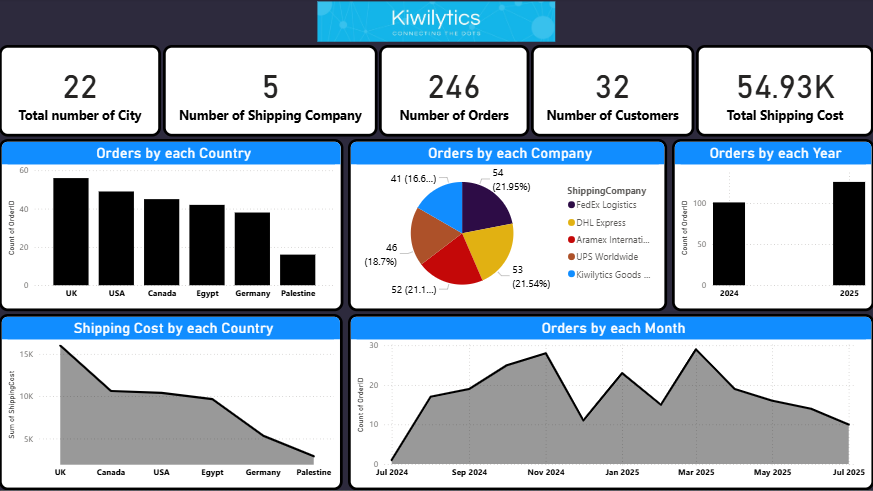 Kiwilytics
CONNECTING THE DOTS
22
Total number of City
5
Number of Shipping Company
246
Number of Orders
32
Number of Customers
54.93K
Total Shipping Cost
Orders by each Country
Count of OrderID
60
40
20
0
UK
USA
Canada
Egypt
Germany
Palestine
Orders by each Company
54
(21.95%)
53
(21.54%)
52 (21.1...)
46
(18.7%)
41 (16.6...)
ShippingCompany
FedEx Logistics
DHL Express
Aramex Internati...
UPS Worldwide
Kiwilytics Goods ...
Orders by each Year
Count of OrderID
100
50
0
2024
2025
Shipping Cost by each Country
Sum of ShippingCost
15K
10K
5K
UK
Canada
USA
Egypt
Germany
Palestine
Orders by each Month
Count of OrderID
30
20
10
0
Jul 2024
Sep 2024
Nov 2024
Jan 2025
Mar 2025
May 2025
Jul 2025